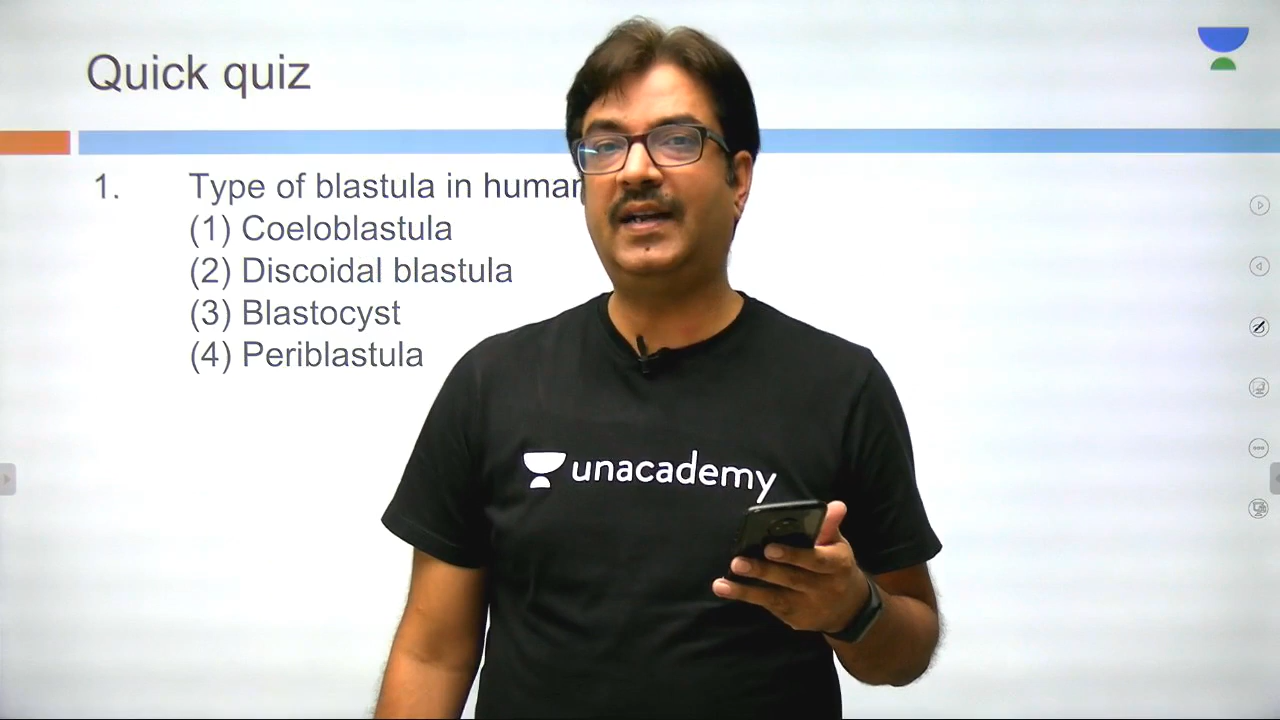 Quick quiz
1. Type of blastula in human
(1) Coeloblastula
(2) Discoidal blastula
(3) Blastocyst
(4) Periblastula
unacademy